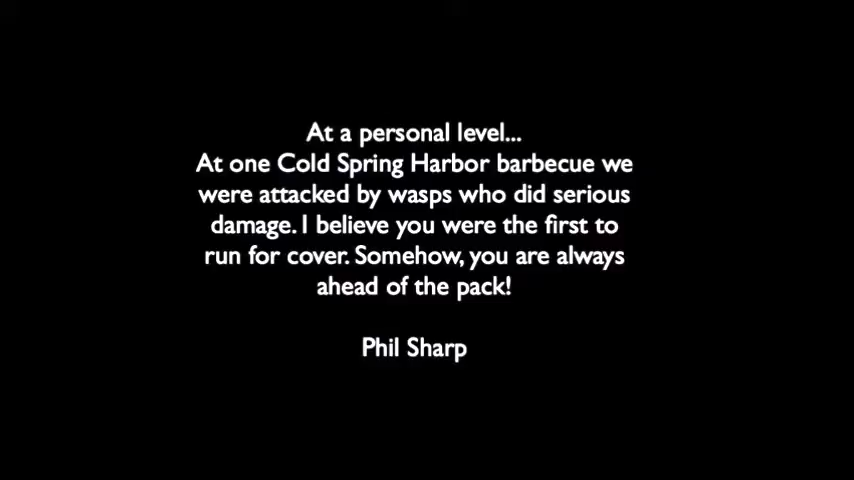 At a personal level...
At one Cold Spring Harbor barbecue we
were attacked by wasps who did serious
damage. I believe you were the first to
run for cover. Somehow, you are always
ahead of the pack!
Phil Sharp